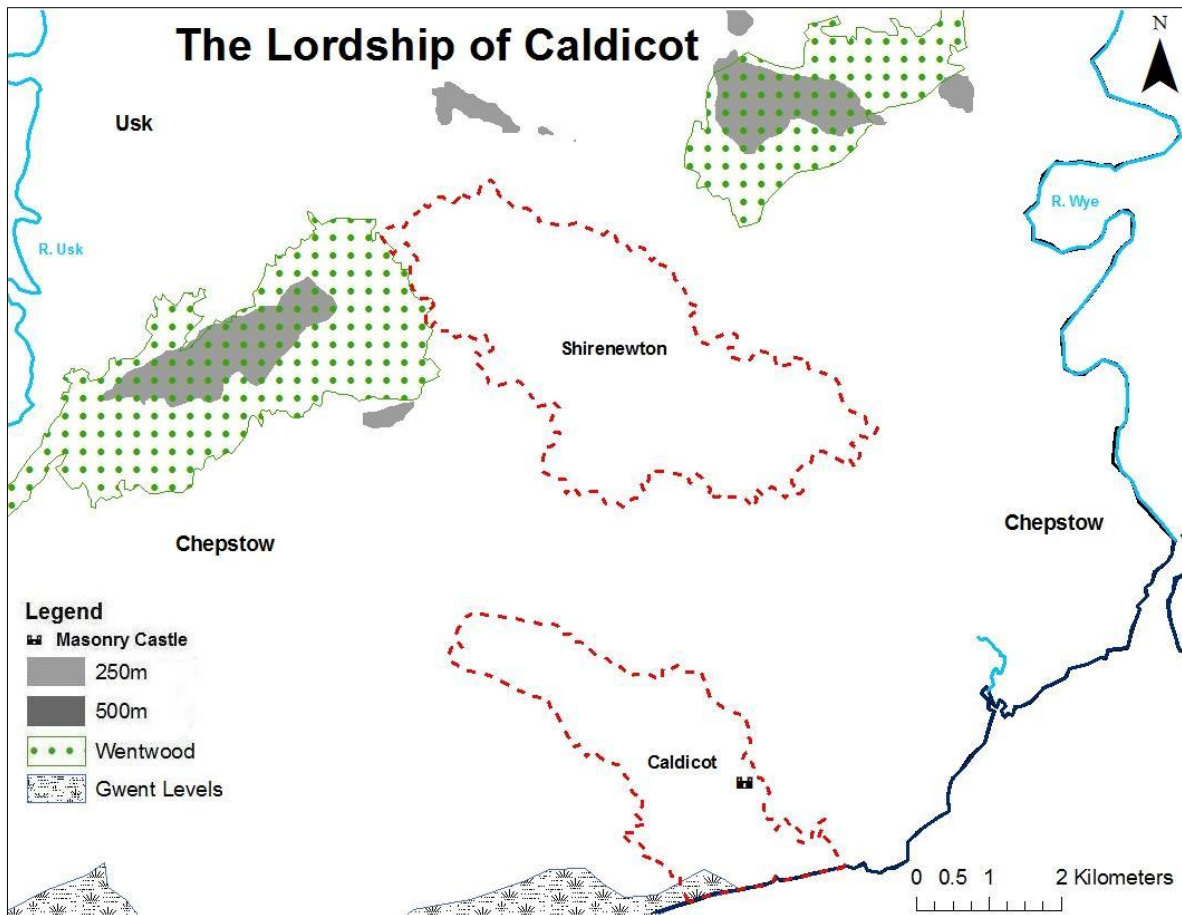 The Lordship of Caldicot
N
Usk
R. Wye
R. Usk
Shirenewton
Chepstow
Chepstow
Legend
Masonry Castle
250m
500m
Wentwood
Gwent Levels
Caldicot
0 0.5 1 2 Kilometers